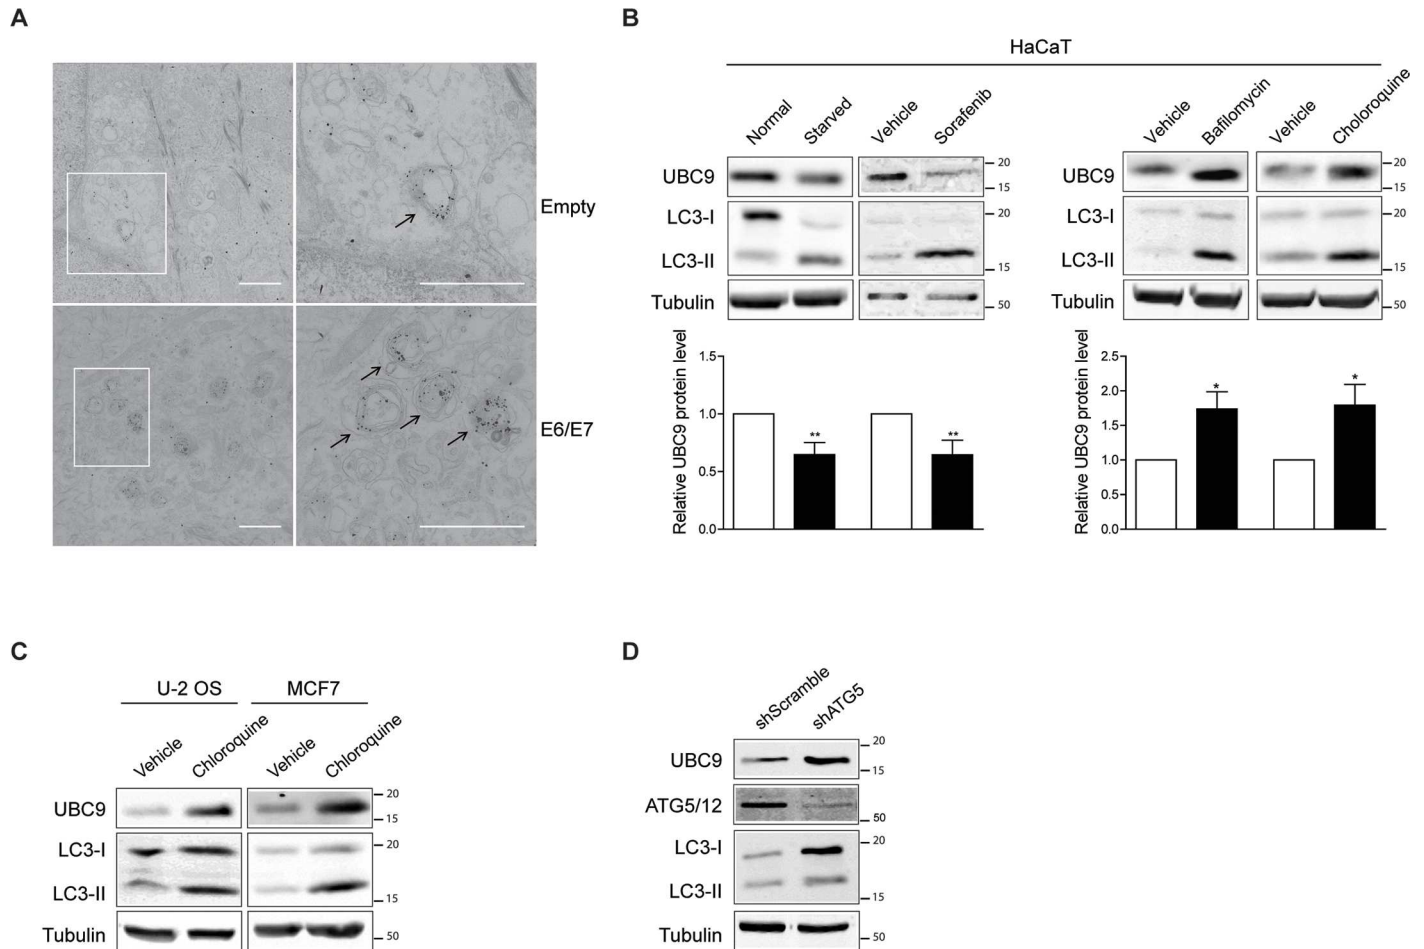 A
Empty
E6/E7
B
HaCaT
Normal Starved Vehicle Sorafenib
UBC9
20
15
LC3-I
20
LC3-II
15
Tubulin
50
Relative UBC9 protein level
1.5
1.0
0.5
0.0
** **
Vehicle Bafilomycin Vehicle Choloroquine
UBC9
20
15
LC3-I
20
LC3-II
15
Tubulin
50
Relative UBC9 protein level
2.5
2.0
1.5
1.0
0.5
0.0
* *
C
U-2 OS MCF7
Vehicle Chloroquine Vehicle Chloroquine
UBC9
20
15
LC3-I
20
LC3-II
15
Tubulin
50
D
shScramble shATG5
UBC9
20
15
ATG5/12
50
LC3-I
20
LC3-II
15
Tubulin
50